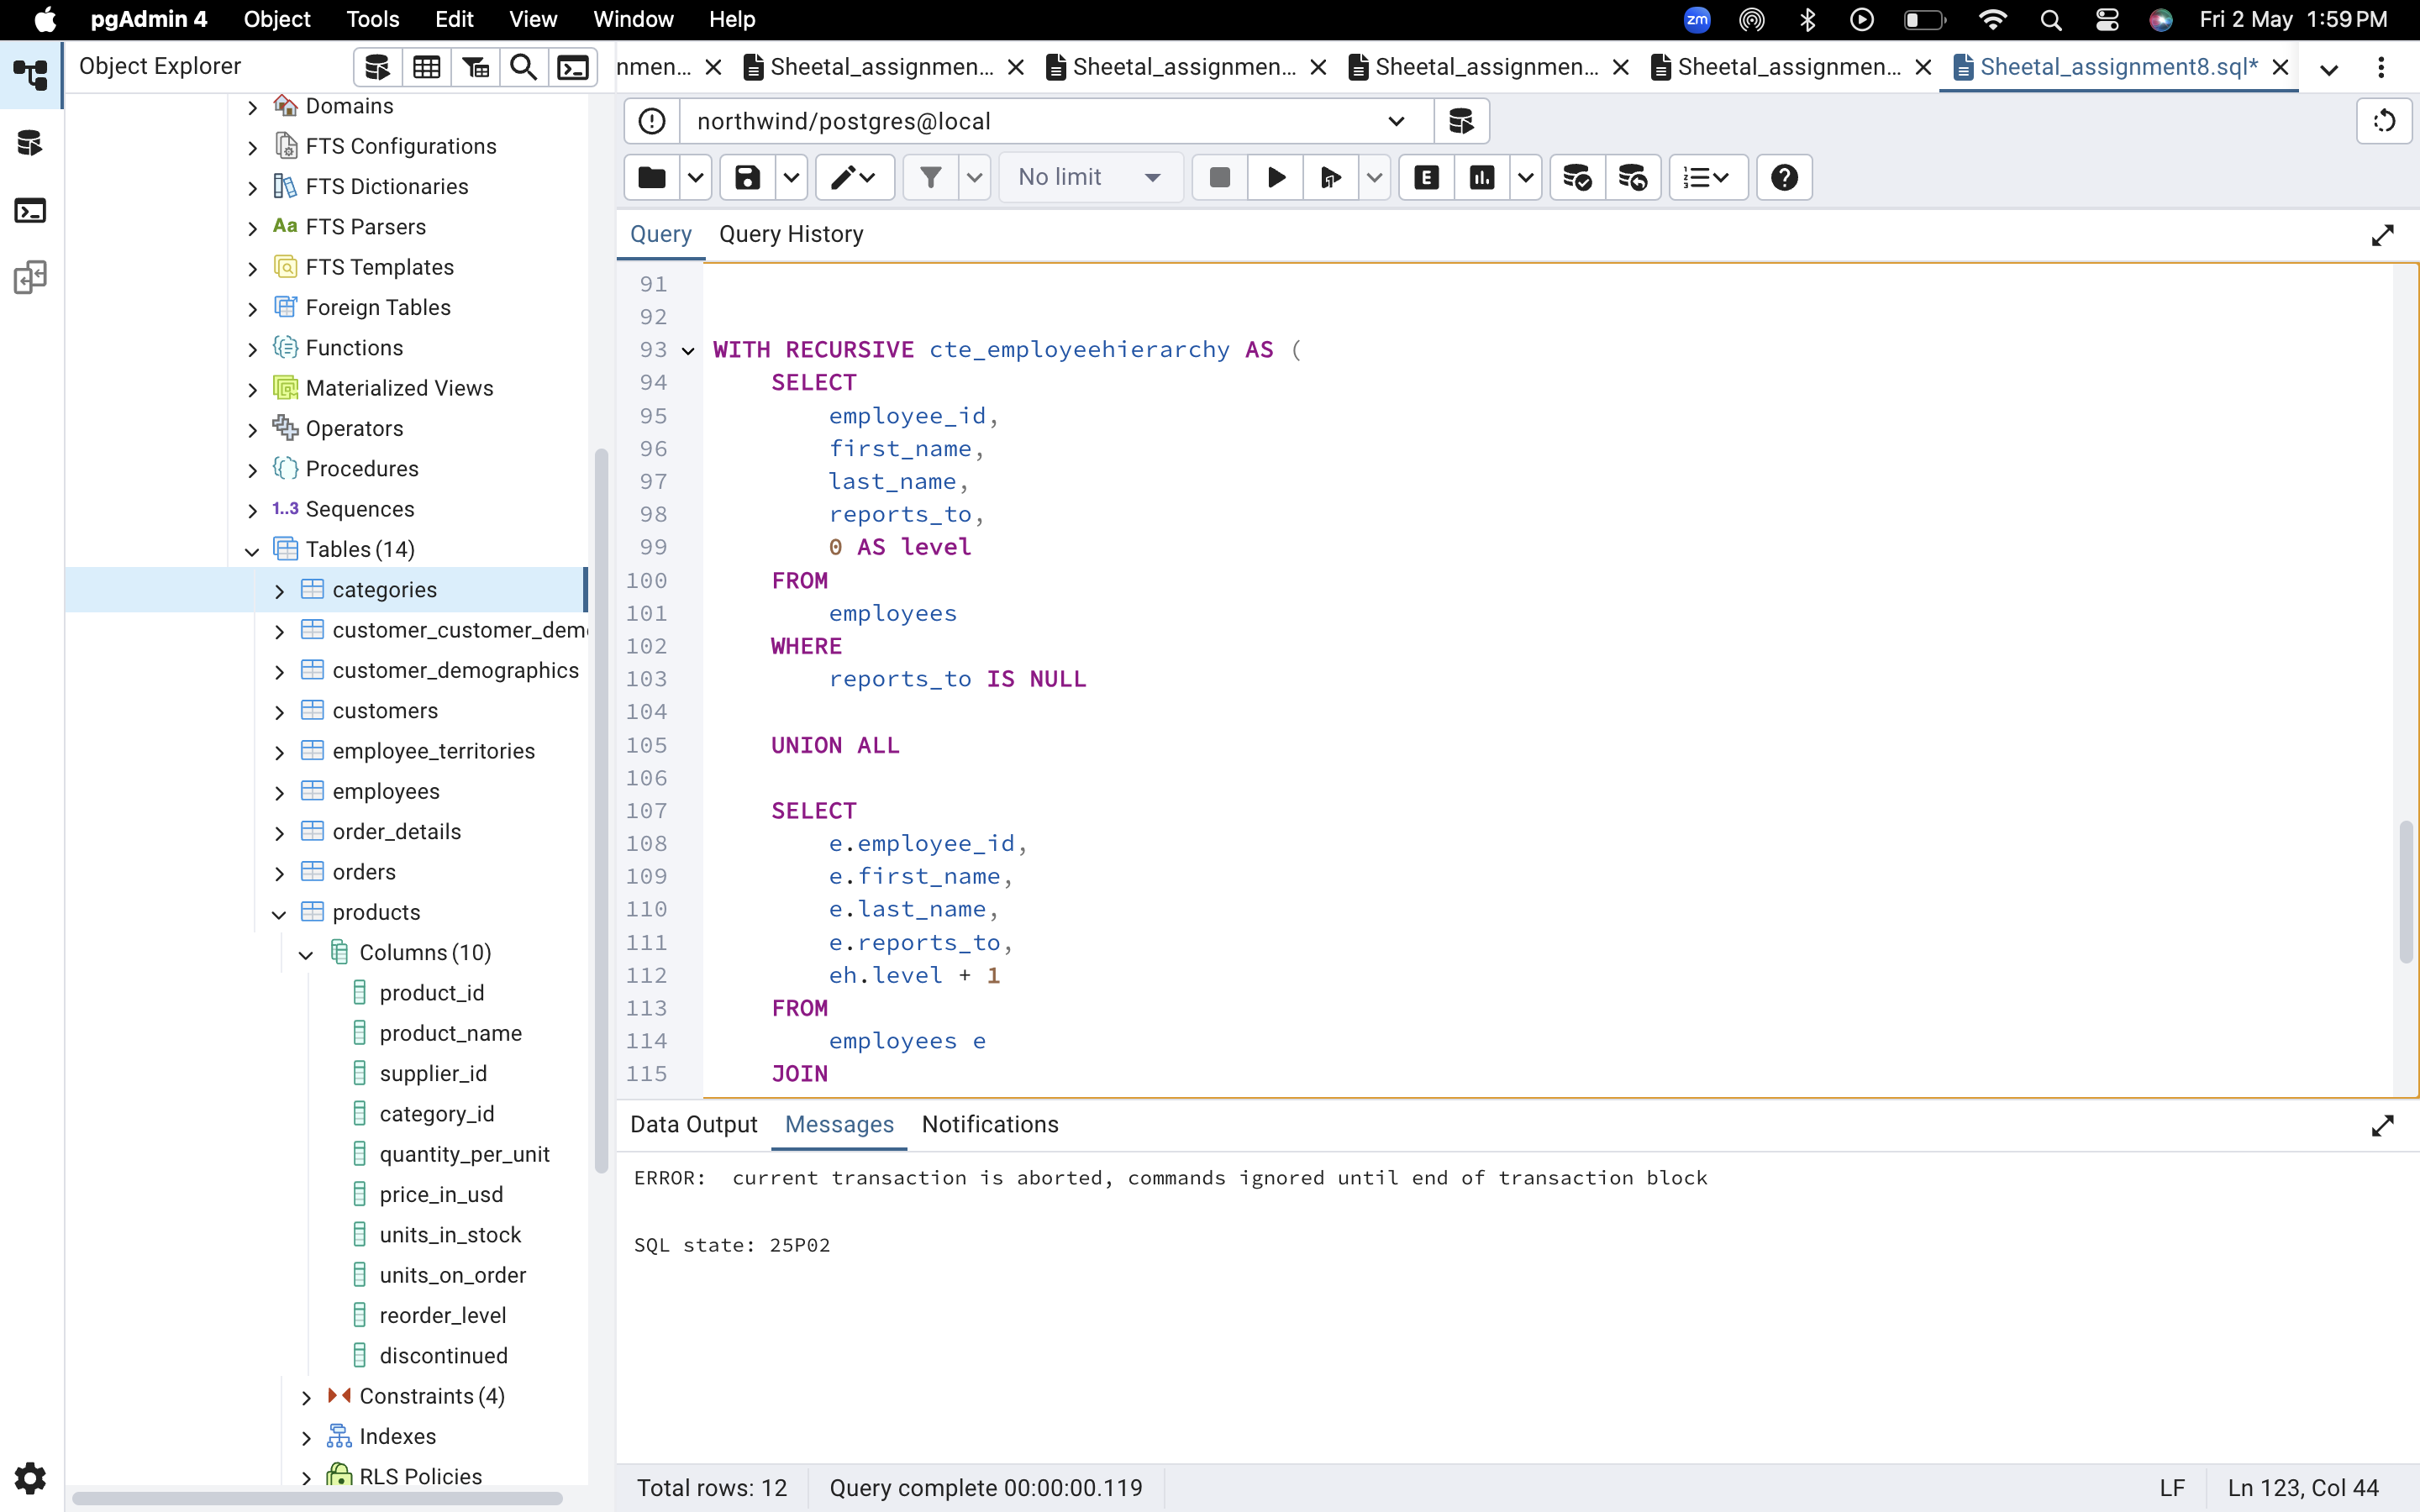 pgAdmin 4 Object Tools Edit View Window Help zm Fri 2 May 1:59 PM
Object Explorer
nmen... Sheetal_assignmen... Sheetal_assignmen... Sheetal_assignmen... Sheetal_assignmen... Sheetal_assignment8.sql*
Domains
FTS Configurations
FTS Dictionaries
Aa FTS Parsers
FTS Templates
Foreign Tables
Functions
Materialized Views
Operators
Procedures
1..3 Sequences
Tables (14)
categories
customer_customer_dem
customer_demographics
customers
employee_territories
employees
order_details
orders
products
Columns (10)
product_id
product_name
supplier_id
category_id
quantity_per_unit
price_in_usd
units_in_stock
units_on_order
reorder_level
discontinued
Constraints (4)
Indexes
RLS Policies
northwind/postgres@local
No limit E
Query Query History
91
92
93 WITH RECURSIVE cte_employeehierarchy AS (
94 SELECT
95 employee_id,
96 first_name,
97 last_name,
98 reports_to,
99 0 AS level
100 FROM
101 employees
102 WHERE
103 reports_to IS NULL
104
105 UNION ALL
106
107 SELECT
108 e.employee_id,
109 e.first_name,
110 e.last_name,
111 e.reports_to,
112 eh.level + 1
113 FROM
114 employees e
115 JOIN
Data Output Messages Notifications
ERROR:  current transaction is aborted, commands ignored until end of transaction block
SQL state: 25P02
Total rows: 12 Query complete 00:00:00.119 LF Ln 123, Col 44